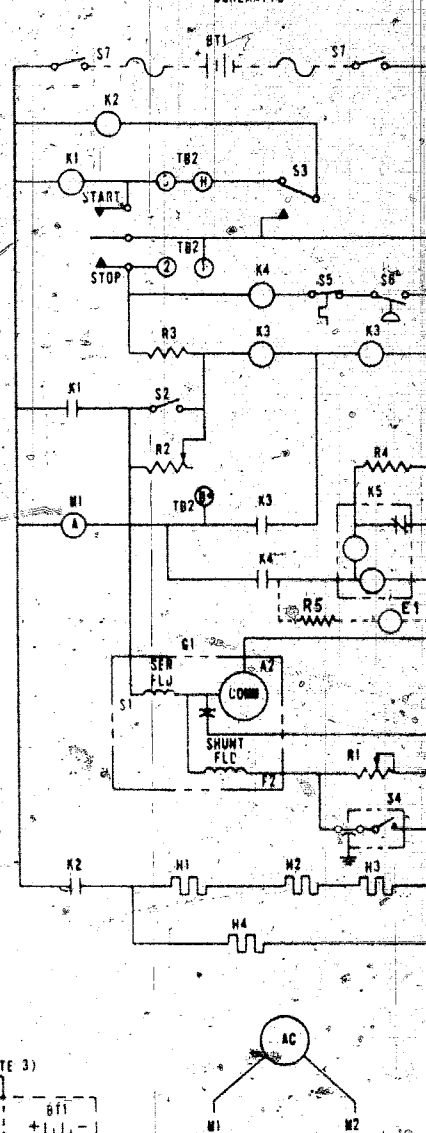 S7 BT1 S7
+
K2
K1 TB2 S3
H
START
TB2
STOP 2
K4 S5 S6
R3 K3 K3
K1 S2
R2 R4
M1 TB2 K3 K5
A
K4
R5 E1
G1
SER A2
FLD
S1 COMM
SHUNT
FLD R1
F2
S4
K2 H1 H2 H3
H4
AC
TE 3)
BT1
+ -
M1 M2